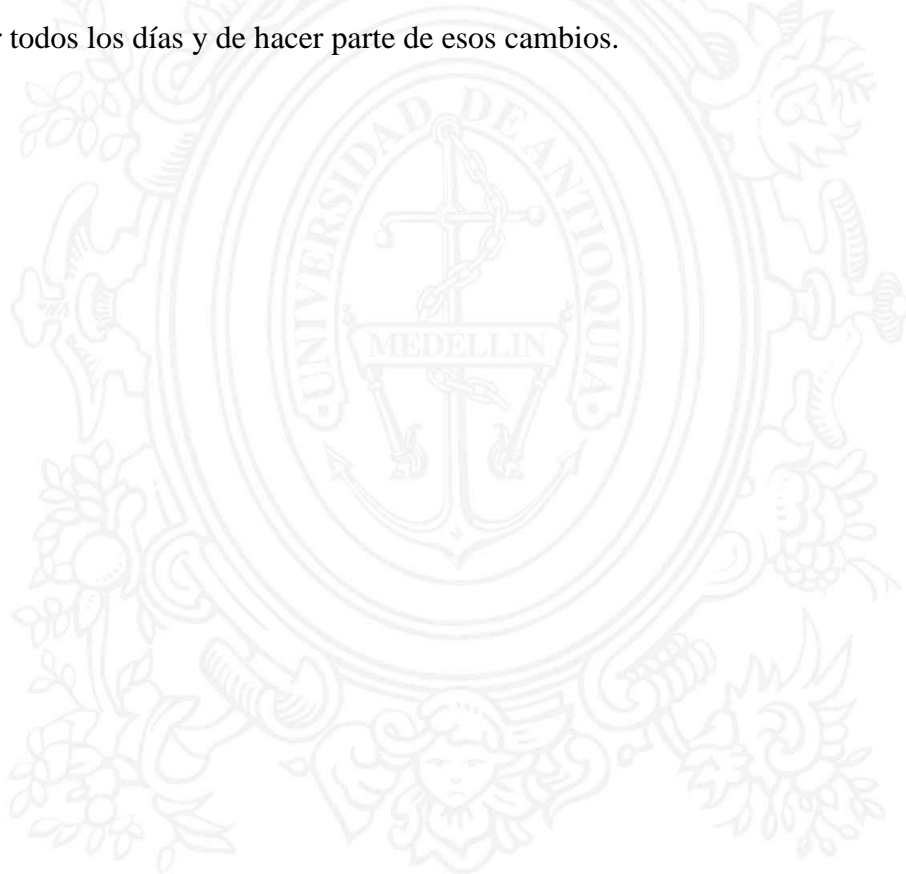 r todos los días y de hacer parte de esos cambios.
UNIVERSIDAD DE ANTIOQUIA
MEDELLIN